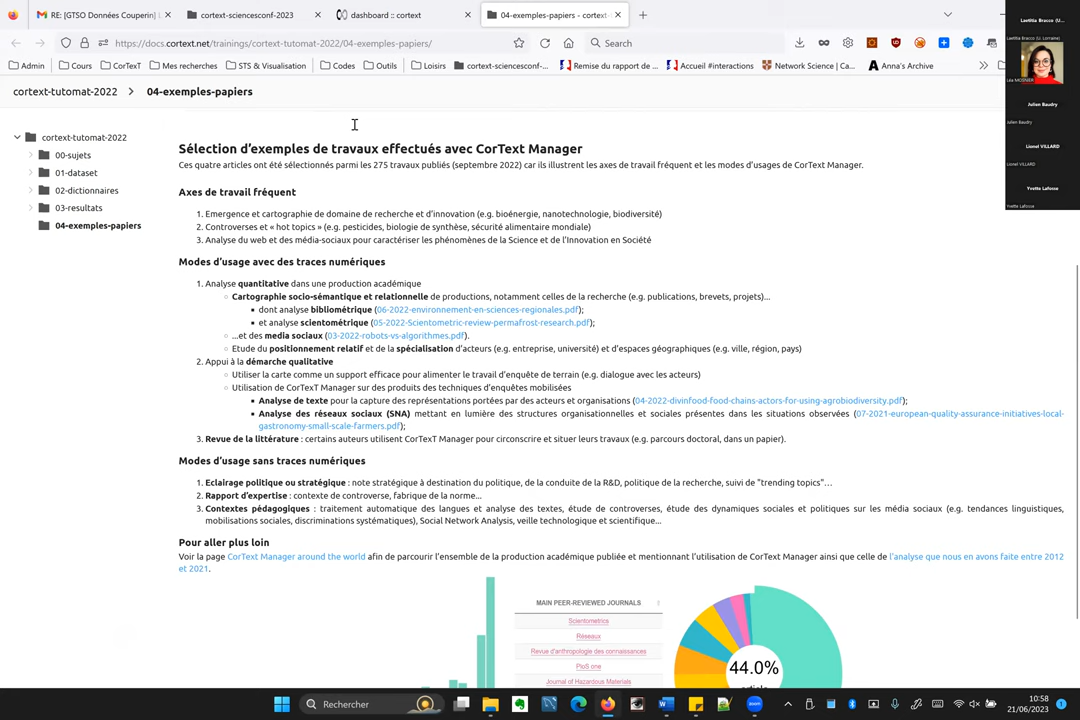 RE: [GTSO Données Couperin] L
cortext-sciencesconf-2023
dashboard :: cortext
04-exemples-papiers - cortext-
https://docs.cortext.net/trainings/cortext-tutomat-2022/04-exemples-papiers/
Search
Admin
Cours
CorTexT
Mes recherches
STS & Visualisation
Codes
Outils
Loisirs
cortext-sciencesconf-...
Remise du rapport de ...
Accueil #interactions
Network Science | Ca...
Anna's Archive
cortext-tutomat-2022 > 04-exemples-papiers
cortext-tutomat-2022
00-sujets
01-dataset
02-dictionnaires
03-resultats
04-exemples-papiers
Sélection d'exemples de travaux effectués avec CorText Manager
Ces quatre articles ont été sélectionnés parmi les 275 travaux publiés (septembre 2022) car ils illustrent les axes de travail fréquent et les modes d'usages de CorText Manager.
Axes de travail fréquent
1. Emergence et cartographie de domaine de recherche et d'innovation (e.g. bioénergie, nanotechnologie, biodiversité)
2. Controverses et « hot topics » (e.g. pesticides, biologie de synthèse, sécurité alimentaire mondiale)
3. Analyse du web et des média-sociaux pour caractériser les phénomènes de la Science et de l'Innovation en Société
Modes d'usage avec des traces numériques
1. Analyse quantitative dans une production académique
Cartographie socio-sémantique et relationnelle de productions, notamment celles de la recherche (e.g. publications, brevets, projets)...
dont analyse bibliométrique (06-2022-environnement-en-sciences-regionales.pdf);
et analyse scientométrique (05-2022-Scientometric-review-permafrost-research.pdf);
...et des media sociaux (03-2022-robots-vs-algorithmes.pdf).
Etude du positionnement relatif et de la spécialisation d'acteurs (e.g. entreprise, université) et d'espaces géographiques (e.g. ville, région, pays)
2. Appui à la démarche qualitative
Utiliser la carte comme un support efficace pour alimenter le travail d'enquête de terrain (e.g. dialogue avec les acteurs)
Utilisation de CorTexT Manager sur des produits des techniques d'enquêtes mobilisées
Analyse de texte pour la capture des représentations portées par des acteurs et organisations (04-2022-divinfood-food-chains-actors-for-using-agrobiodiversity.pdf);
Analyse des réseaux sociaux (SNA) mettant en lumière des structures organisationnelles et sociales présentes dans les situations observées (07-2021-european-quality-assurance-initiatives-local-
gastronomy-small-scale-farmers.pdf);
3. Revue de la littérature : certains auteurs utilisent CorTexT Manager pour circonscrire et situer leurs travaux (e.g. parcours doctoral, dans un papier).
Modes d'usage sans traces numériques
1. Eclairage politique ou stratégique : note stratégique à destination du politique, de la conduite de la R&D, politique de la recherche, suivi de "trending topics"...
2. Rapport d'expertise : contexte de controverse, fabrique de la norme...
3. Contextes pédagogiques : traitement automatique des langues et analyse des textes, étude de controverses, étude des dynamiques sociales et politiques sur les média sociaux (e.g. tendances linguistiques,
mobilisations sociales, discriminations systématiques), Social Network Analysis, veille technologique et scientifique...
Pour aller plus loin
Voir la page CorText Manager around the world afin de parcourir l'ensemble de la production académique publiée et mentionnant l'utilisation de CorText Manager ainsi que celle de l'analyse que nous en avons faite entre 2012
et 2021.
MAIN PEER-REVIEWED JOURNALS
Scientometrics
Réseaux
Revue d'anthropologie des connaissances
PloS one
Journal of Hazardous Materials
44.0%
Laetitia Bracco (U...
Laetitia Bracco (U. Lorraine)
Julien Baudry
Julien Baudry
Lionel VILLARD
Lionel VILLARD
Yvette Lafosse
Yvette Lafosse
Rechercher
10:58
21/06/2023